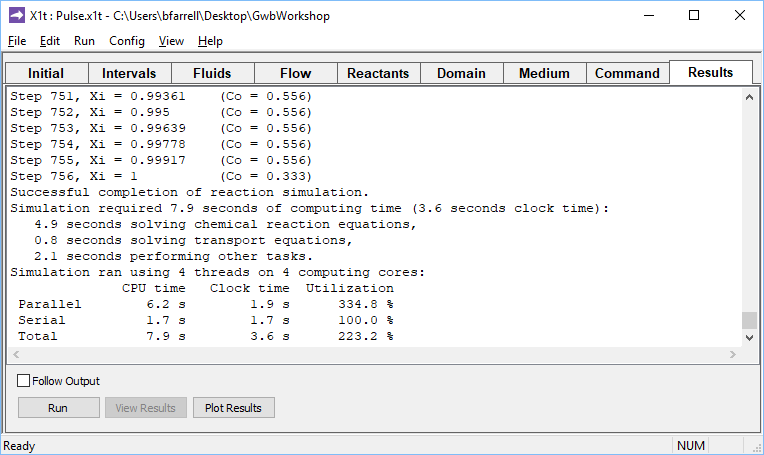 X1t : Pulse.x1t - C:\Users\bfarrell\Desktop\GwbWorkshop
File Edit Run Config View Help
Initial Intervals Fluids Flow Reactants Domain Medium Command Results
Step 751, Xi = 0.99361 (Co = 0.556)
Step 752, Xi = 0.995 (Co = 0.556)
Step 753, Xi = 0.99639 (Co = 0.556)
Step 754, Xi = 0.99778 (Co = 0.556)
Step 755, Xi = 0.99917 (Co = 0.556)
Step 756, Xi = 1 (Co = 0.333)
Successful completion of reaction simulation.
Simulation required 7.9 seconds of computing time (3.6 seconds clock time):
4.9 seconds solving chemical reaction equations,
0.8 seconds solving transport equations,
2.1 seconds performing other tasks.
Simulation ran using 4 threads on 4 computing cores:
CPU time Clock time Utilization
Parallel 6.2 s 1.9 s 334.8 %
Serial 1.7 s 1.7 s 100.0 %
Total 7.9 s 3.6 s 223.2 %
Follow Output
Run View Results Plot Results
Ready NUM